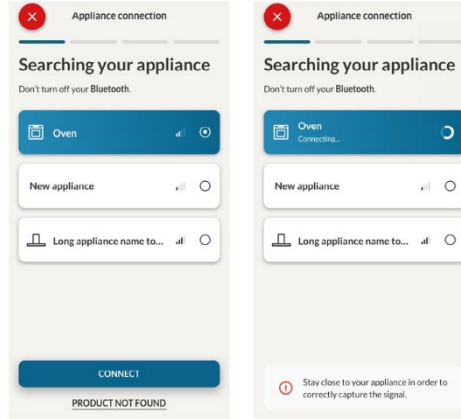 Appliance connection
Searching your appliance
Don't turn off your Bluetooth.
Oven
New appliance
Long appliance name to...
CONNECT
PRODUCT NOT FOUND
Appliance connection
Searching your appliance
Don't turn off your Bluetooth.
Oven
Connecting...
New appliance
Long appliance name to...
Stay close to your appliance in order to
correctly capture the signal.